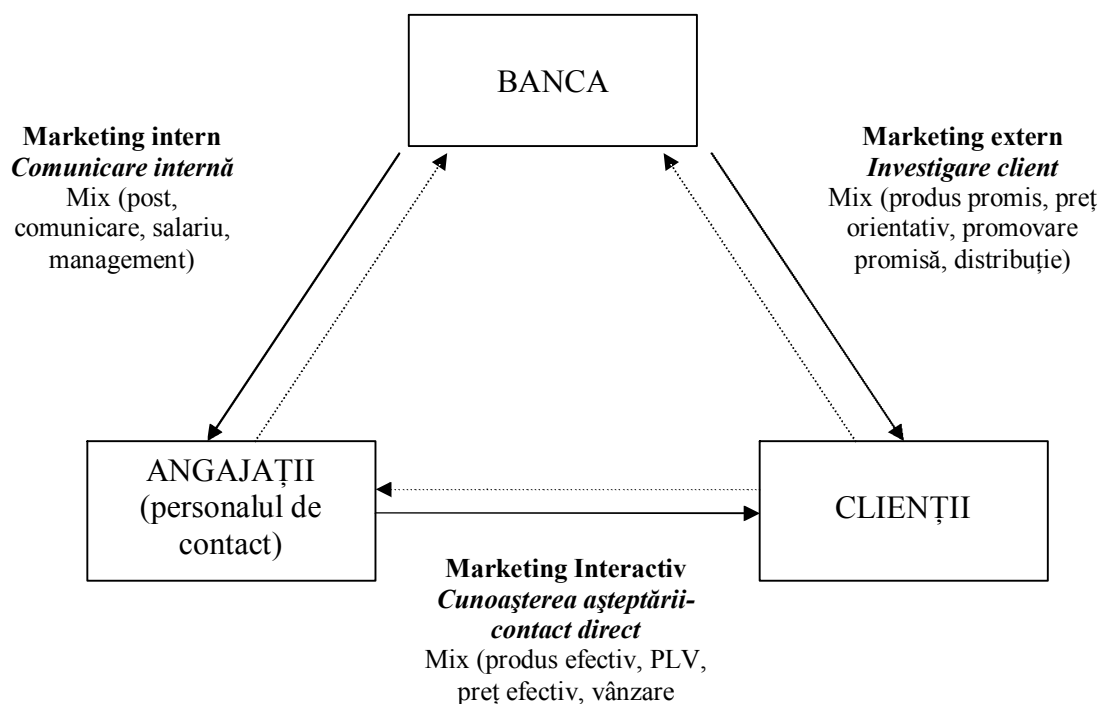 BANCA
Marketing intern
Comunicare internă
Mix (post,
comunicare, salariu,
management)
Marketing extern
Investigare client
Mix (produs promis, preț
orientativ, promovare
promisă, distribuție)
ANGAJAȚII
(personalul de
contact)
CLIENȚII
Marketing Interactiv
Cunoaşterea aşteptării-
contact direct
Mix (produs efectiv, PLV,
preț efectiv, vânzare